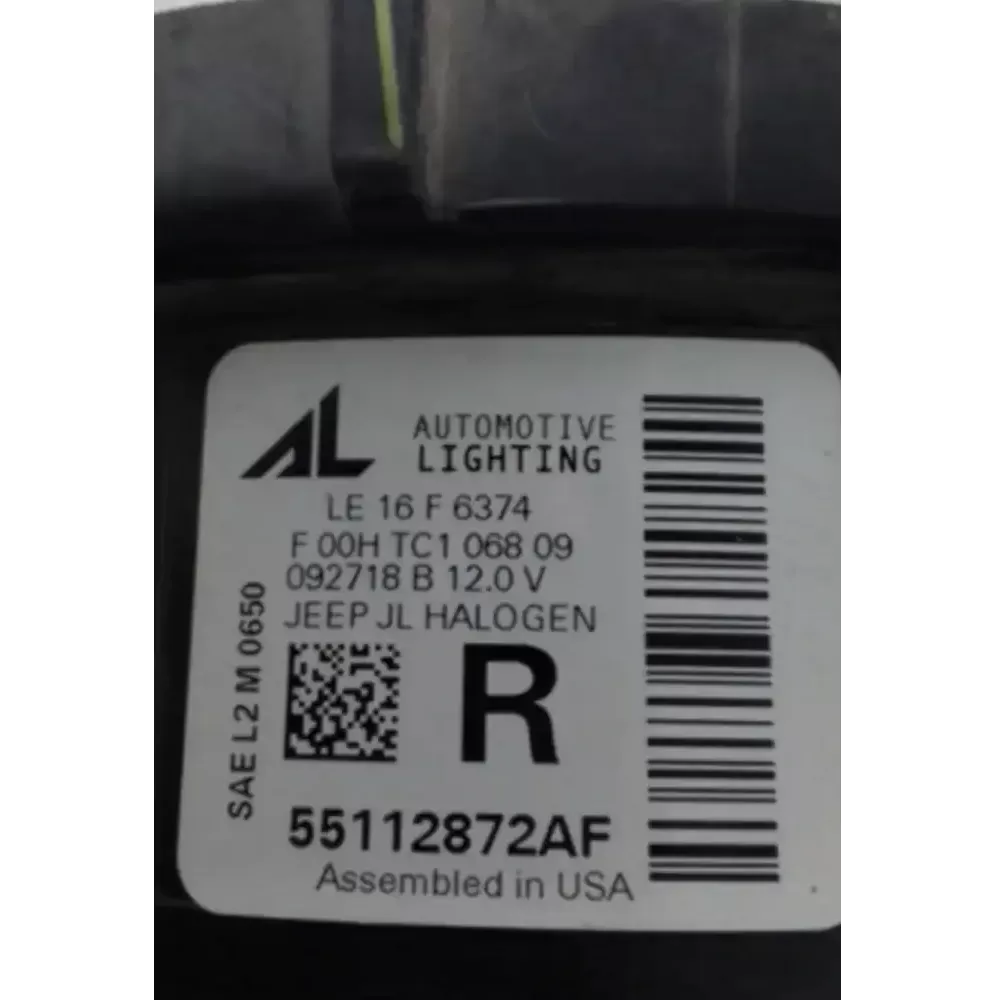 AL
AUTOMOTIVE
LIGHTING
LE 16 F 6374
F 00H TC1 068 09
092718 B 12.0 V
JEEP JL HALOGEN
SAE L2 M 0650
R
55112872AF
Assembled in USA